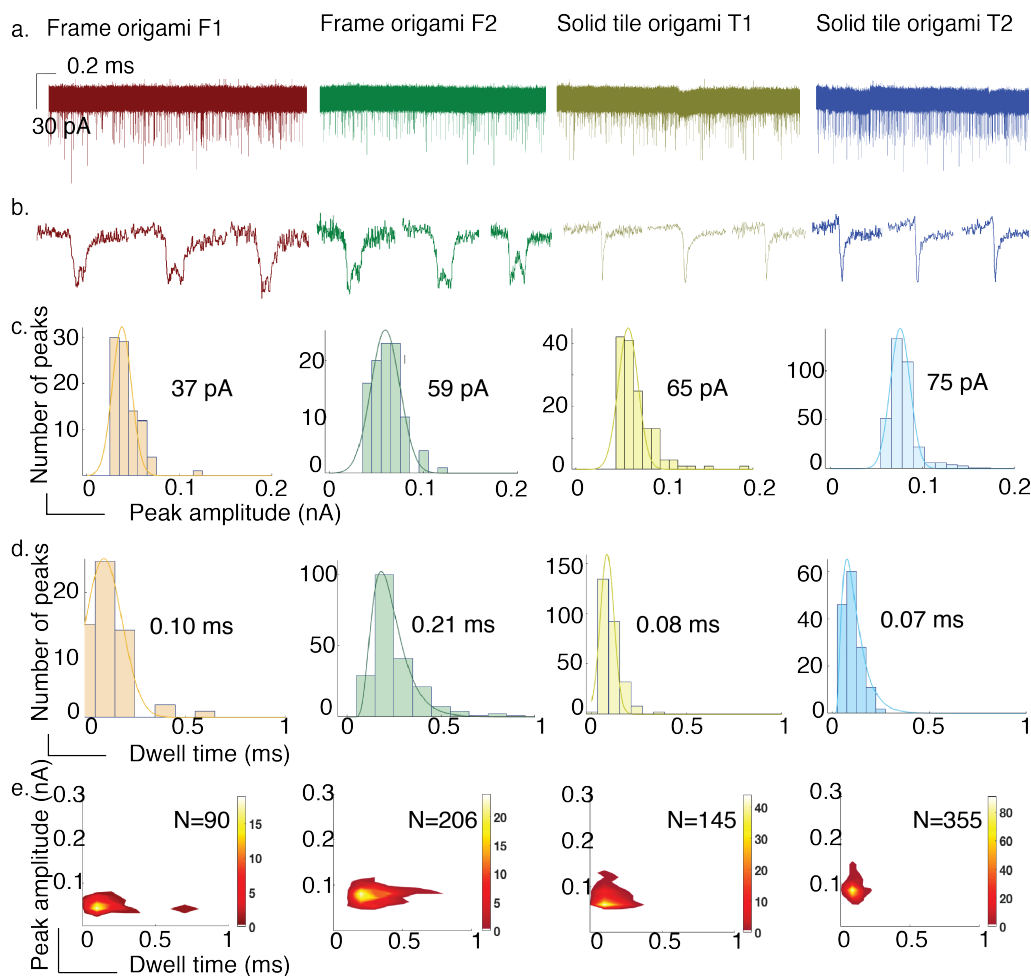 a. Frame origami F1 Frame origami F2 Solid tile origami T1 Solid tile origami T2
0.2 ms
30 pA
b.
c.
Number of peaks
30
20
10
37 pA
0 0.1 0.2
20
10
0
59 pA
0 0.1 0.2
40
20
0
65 pA
0 0.1 0.2
100
50
0
75 pA
0 0.1 0.2
Peak amplitude (nA)
d.
Number of peaks
20
10
0
0.10 ms
0 0.5 1
100
50
0
0.21 ms
0 0.5 1
150
100
50
0
0.08 ms
0 0.5 1
60
40
20
0
0.07 ms
0 0.5 1
Dwell time (ms)
e.
Peak amplitude (nA)
0.3
0.2
0.1
N=90
15
10
5
0
0 0.5 1
0.3
0.2
0.1
N=206
20
15
10
5
0
0 0.5 1
0.3
0.2
0.1
N=145
40
30
20
10
0
0 0.5 1
0.3
0.2
0.1
N=355
80
60
40
20
0
0 0.5 1
Dwell time (ms)